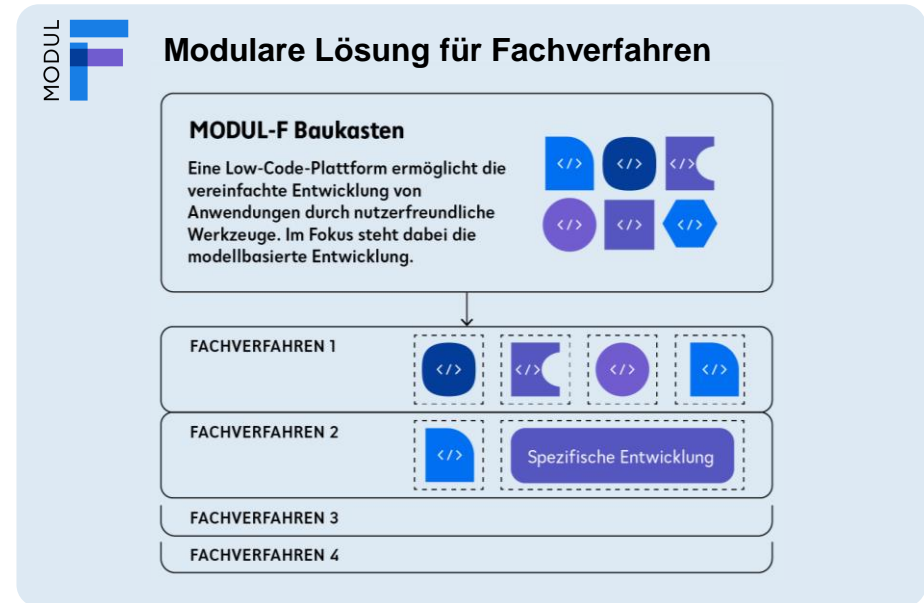 MODUL
Modulare Lösung für Fachverfahren
MODUL-F Baukasten
Eine Low-Code-Plattform ermöglicht die
vereinfachte Entwicklung von
Anwendungen durch nutzerfreundliche
Werkzeuge. Im Fokus steht dabei die
modellbasierte Entwicklung.
</> </> </>
</> </> </>
FACHVERFAHREN 1
</> </> </> </>
FACHVERFAHREN 2
</> Spezifische Entwicklung
FACHVERFAHREN 3
FACHVERFAHREN 4